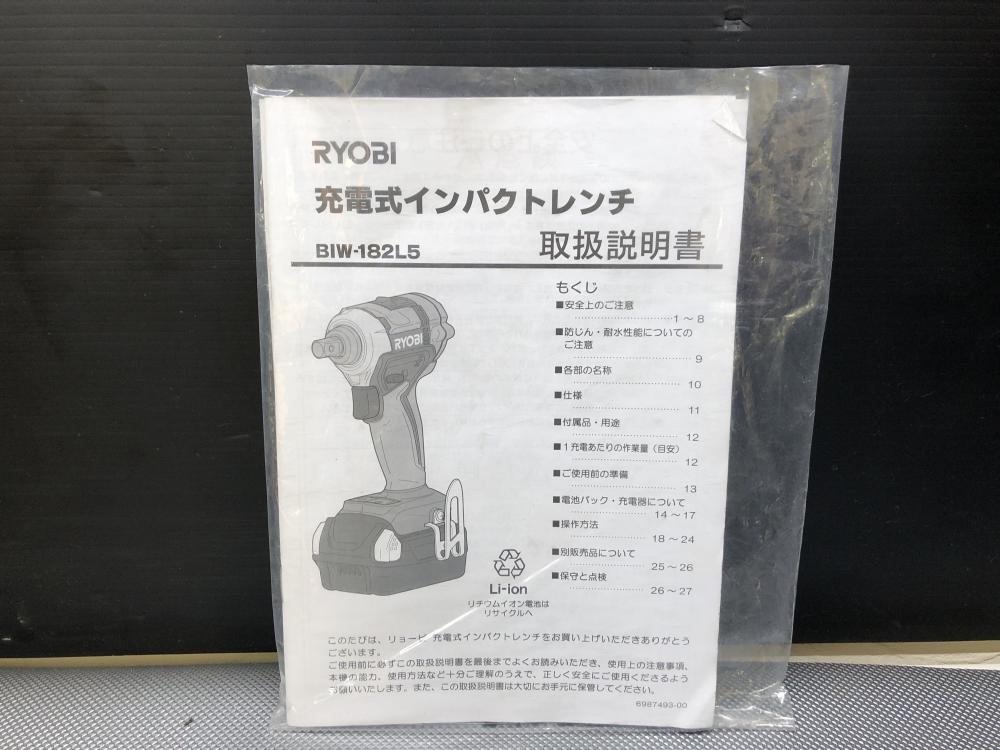 RYOBI
充電式インパクトレンチ
BIW-182L5 取扱説明書
RYOBI
もくじ
■安全上のご注意
1～8
■防じん・耐水性能についての
ご注意
9
■各部の名称
10
■仕様
11
■付属品・用途
12
■1充電あたりの作業量（目安）
12
■ご使用前の準備
13
■電池パック・充電器について
14～17
■操作方法
18～24
■別販売品について
25～26
■保守と点検
26～27
Li-ion
リチウムイオン電池は
リサイクルへ
このたびは、リョービ 充電式インパクトレンチをお買い上げいただきありがとう
ございます。
ご使用前に必ずこの取扱説明書を最後までよくお読みいただき、使用上の注意事項、
本機の能力、使用方法など十分ご理解のうえで、正しく安全にご使用くださるよう
お願いいたします。また、この取扱説明書は大切にお手元に保管してください。
6987493-00